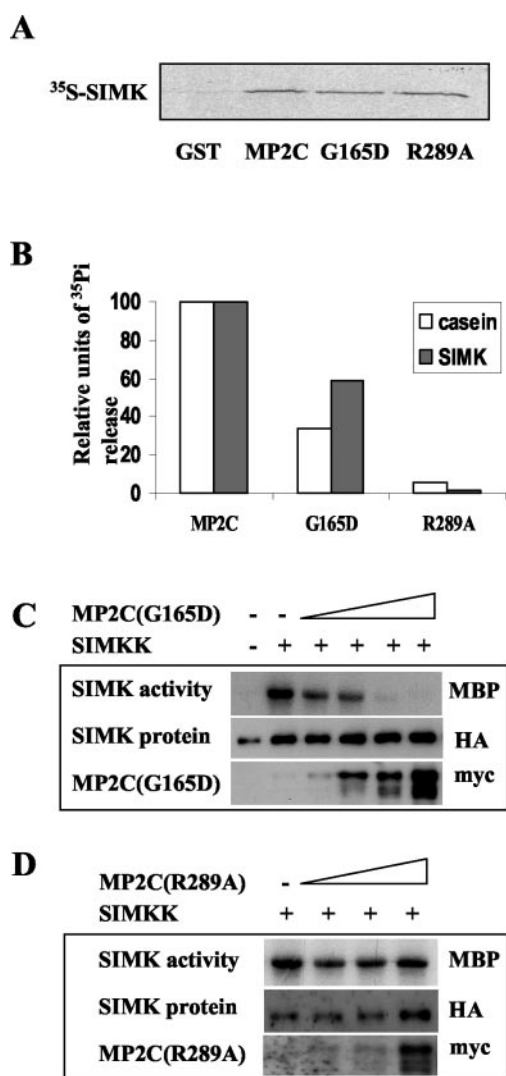 A
³⁵S-SIMK
GST MP2C G165D R289A
B
Relative units of ³⁵Pi
release
100
80
60
40
20
0
casein
SIMK
MP2C G165D R289A
C
MP2C(G165D) - -
SIMKK - + + + + +
SIMK activity MBP
SIMK protein HA
MP2C(G165D) myc
D
MP2C(R289A) -
SIMKK + + + +
SIMK activity MBP
SIMK protein HA
MP2C(R289A) myc